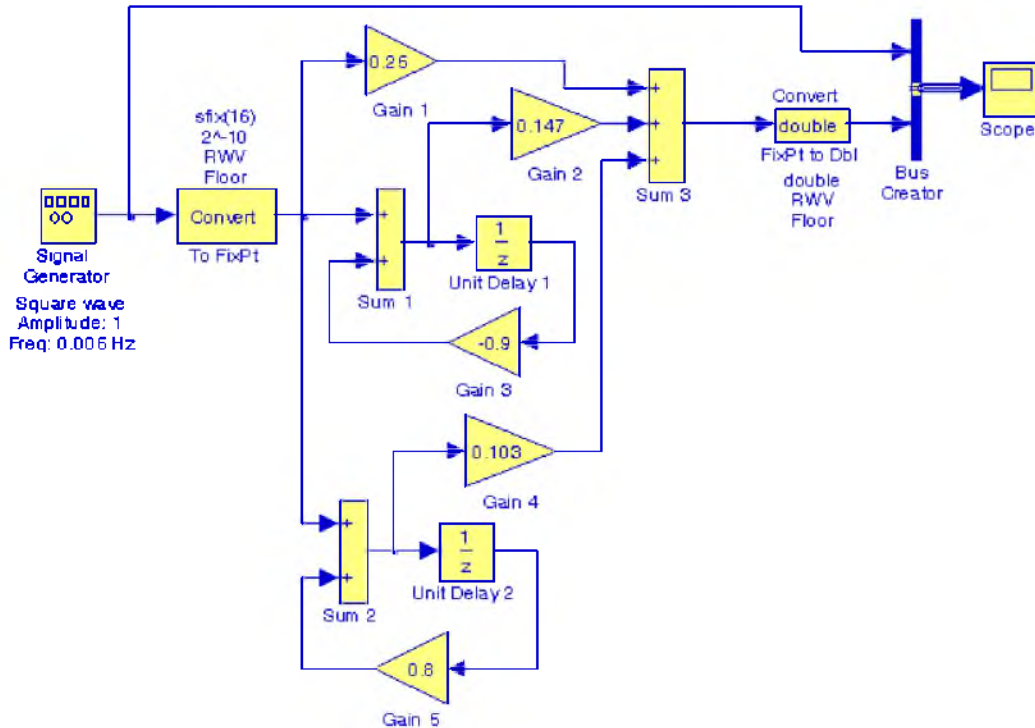 0.25
Gain 1
sfix(16)
2^-10
RWV
Floor
0.147
Gain 2
+
+
+
Sum 3
Convert
double
FixPt to Dbl
double
RWV
Floor
Bus
Creator
Scope
Signal
Generator
Square wave
Amplitude: 1
Freq: 0.006 Hz
Convert
To FixPt
+
+
Sum 1
1
z
Unit Delay 1
-0.9
Gain 3
0.103
Gain 4
+
+
Sum 2
1
z
Unit Delay 2
0.8
Gain 5